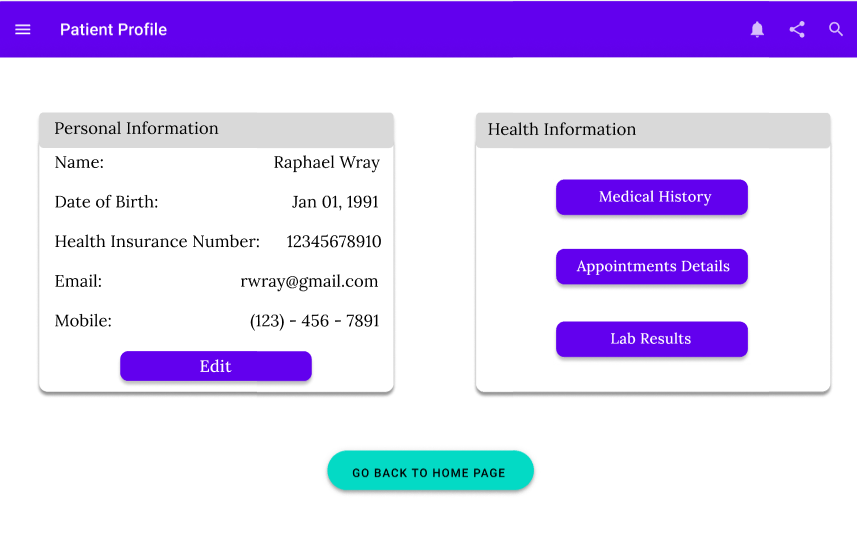 Patient Profile
Personal Information
Name: Raphael Wray
Date of Birth: Jan 01, 1991
Health Insurance Number: 12345678910
Email: rwray@gmail.com
Mobile: (123) - 456 - 7891
Edit
Health Information
Medical History
Appointments Details
Lab Results
GO BACK TO HOME PAGE